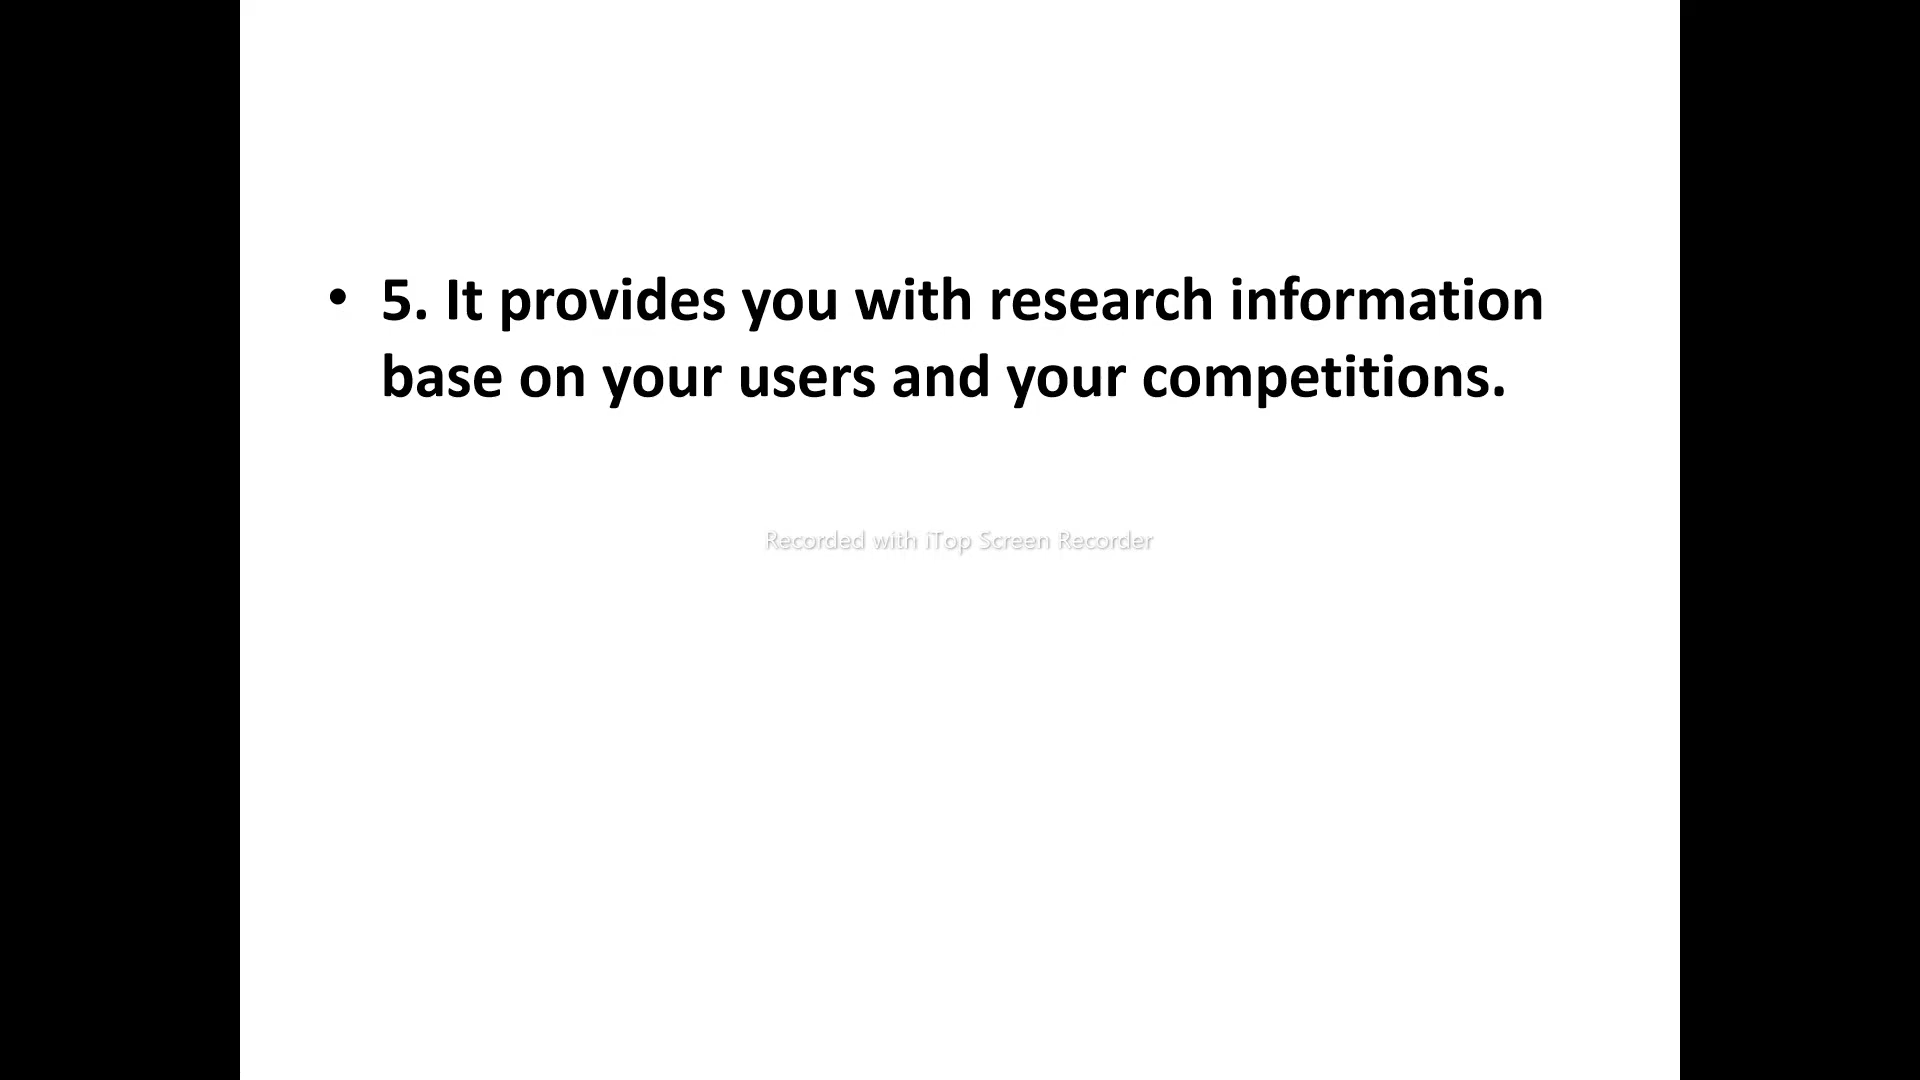 • 5. It provides you with research information
base on your users and your competitions.
Recorded with iTop Screen Recorder